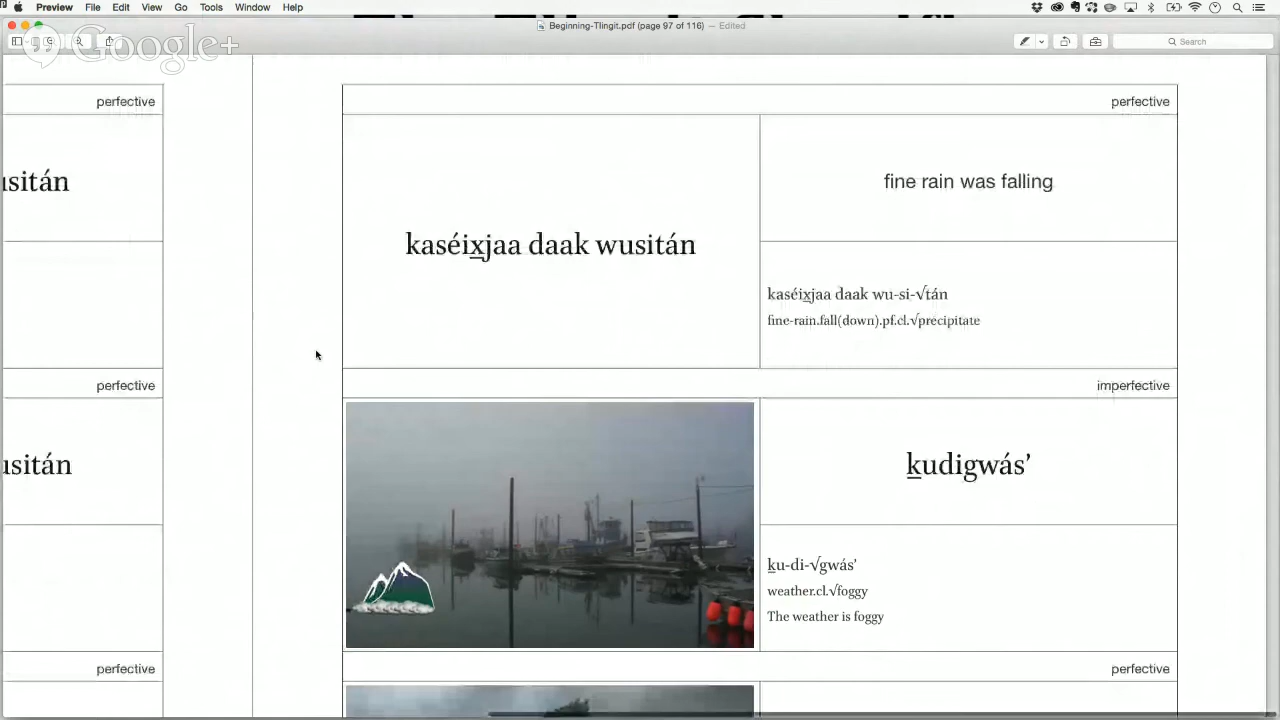 Preview File Edit View Go Tools Window Help
Beginning-Tlingit.pdf (page 97 of 116) — Edited
Google+
Search
perfective
usitán
perfective
usitán
perfective
perfective
kaséix̱jaa daak wusitán
fine rain was falling
kaséix̱jaa daak wu-si-√tán
fine-rain.fall(down).pf.cl.√precipitate
imperfective
ḵudigwás’
ḵu-di-√gwás’
weather.cl.√foggy
The weather is foggy
perfective